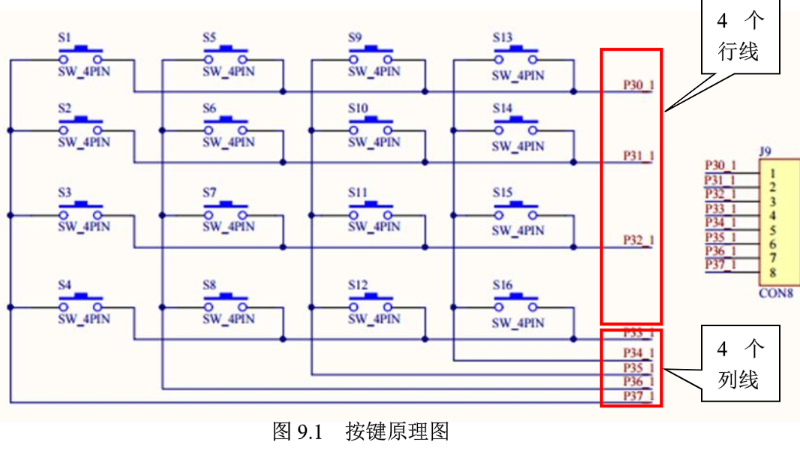 4 个
行线
S1
SW_4PIN
S5
SW_4PIN
S9
SW_4PIN
S13
SW_4PIN
P30_1
S2
SW_4PIN
S6
SW_4PIN
S10
SW_4PIN
S14
SW_4PIN
P31_1
S3
SW_4PIN
S7
SW_4PIN
S11
SW_4PIN
S15
SW_4PIN
P32_1
S4
SW_4PIN
S8
SW_4PIN
S12
SW_4PIN
S16
SW_4PIN
P33_1
P34_1
P35_1
P36_1
P37_1
J9
P30_1 1
P31_1 2
P32_1 3
P33_1 4
P34_1 5
P35_1 6
P36_1 7
P37_1 8
CON8
4 个
列线
图 9.1 按键原理图